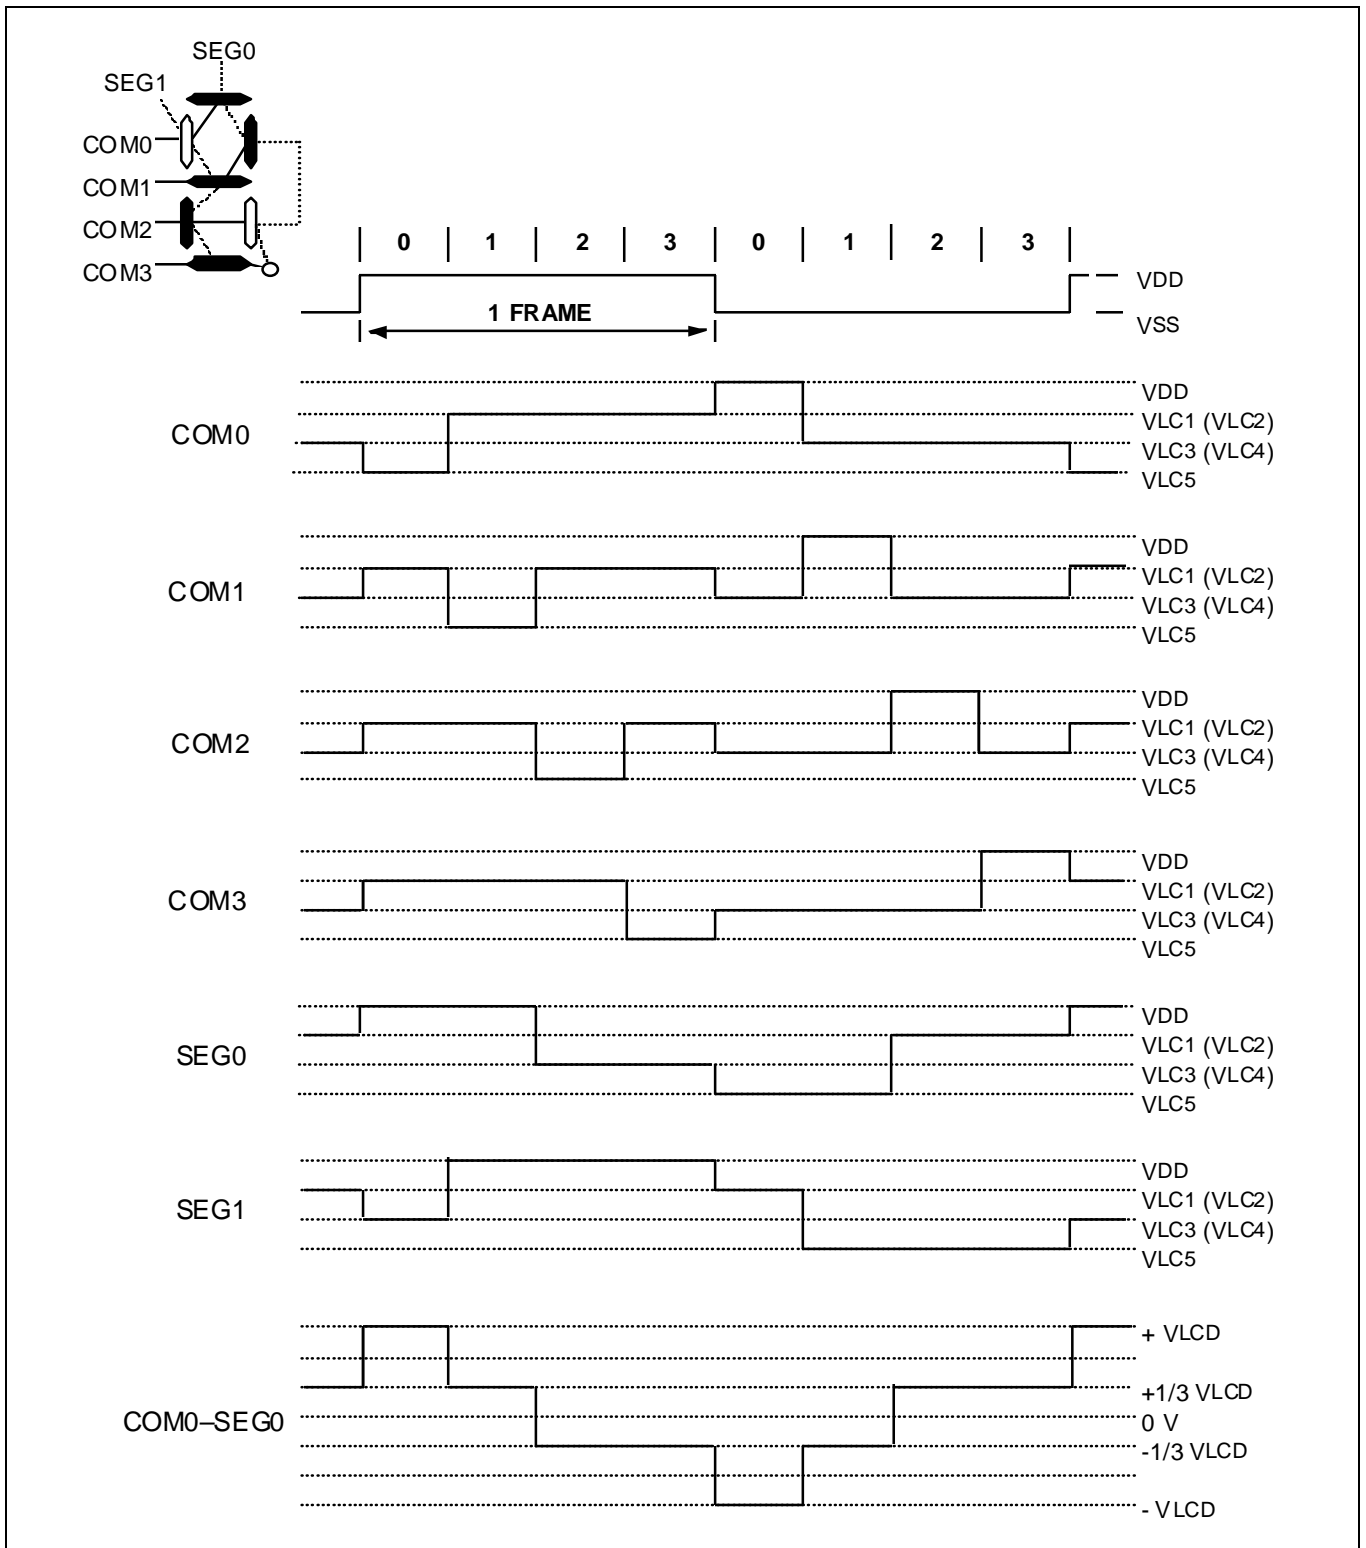 SEG0
SEG1
COM0
COM1
COM2
COM3
0 1 2 3 0 1 2 3
VDD
1 FRAME
VSS
COM0
VDD
VLC1 (VLC2)
VLC3 (VLC4)
VLC5
COM1
VDD
VLC1 (VLC2)
VLC3 (VLC4)
VLC5
COM2
VDD
VLC1 (VLC2)
VLC3 (VLC4)
VLC5
COM3
VDD
VLC1 (VLC2)
VLC3 (VLC4)
VLC5
SEG0
VDD
VLC1 (VLC2)
VLC3 (VLC4)
VLC5
SEG1
VDD
VLC1 (VLC2)
VLC3 (VLC4)
VLC5
COM0–SEG0
+ VLCD
+1/3 VLCD
0 V
-1/3 VLCD
- VLCD